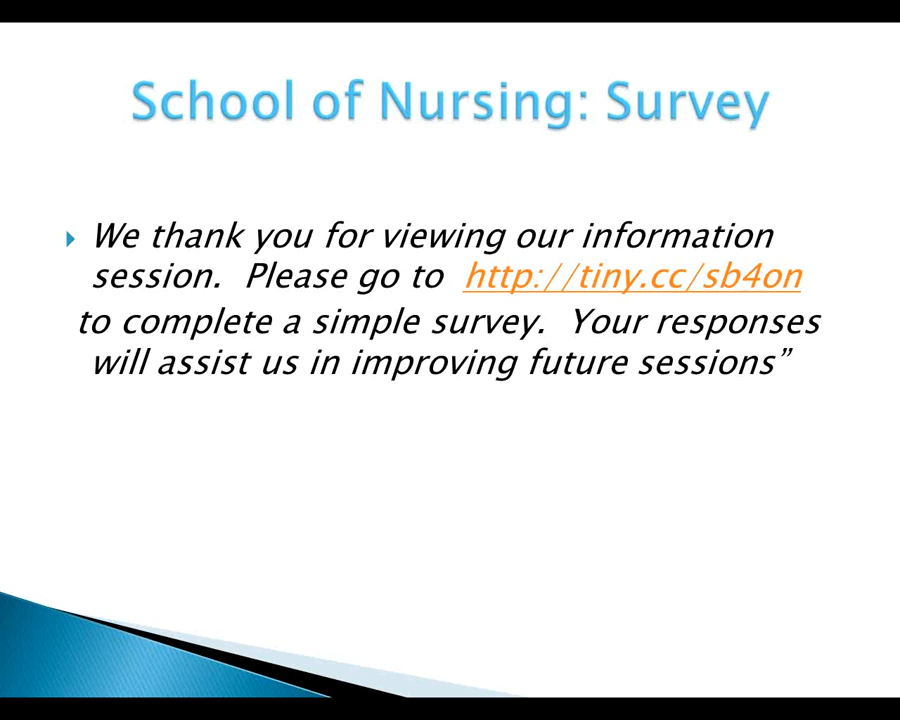 School of Nursing: Survey
We thank you for viewing our information
session.  Please go to  http://tiny.cc/sb4on
to complete a simple survey.  Your responses
will assist us in improving future sessions”